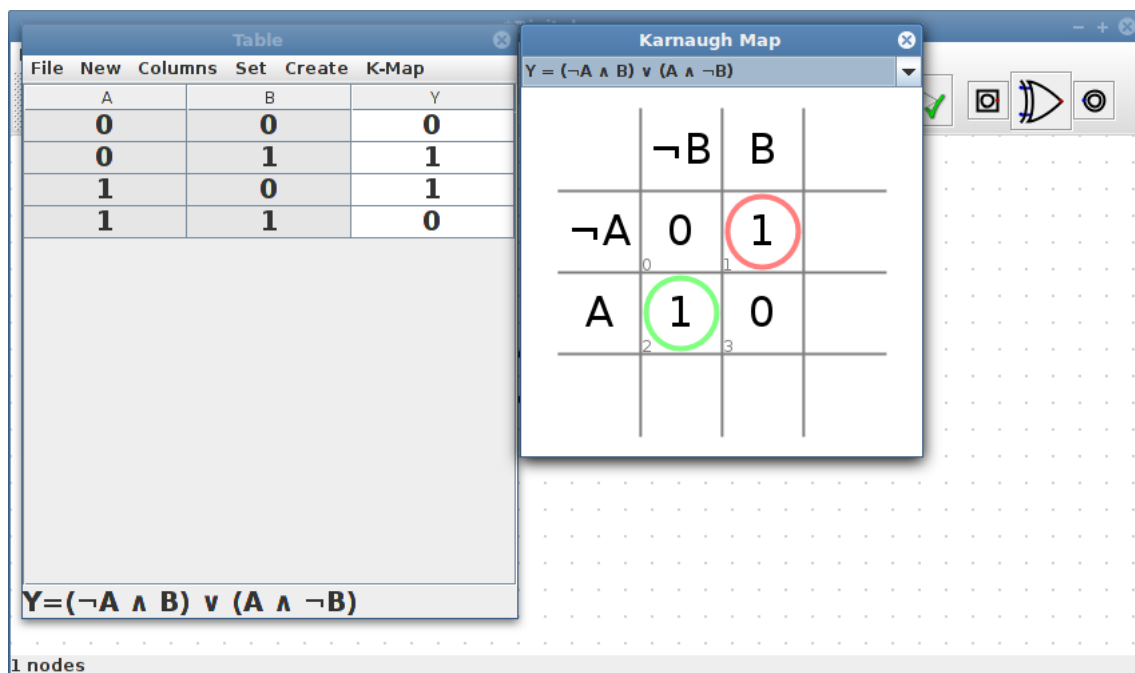 Table
File New Columns Set Create K-Map
A B Y
0 0 0
0 1 1
1 0 1
1 1 0
Y=(¬A ∧ B) ∨ (A ∧ ¬B)
Karnaugh Map
Y = (¬A ∧ B) ∨ (A ∧ ¬B)
¬B B
¬A 0 1
0 1
A 1 0
2 3
1 nodes